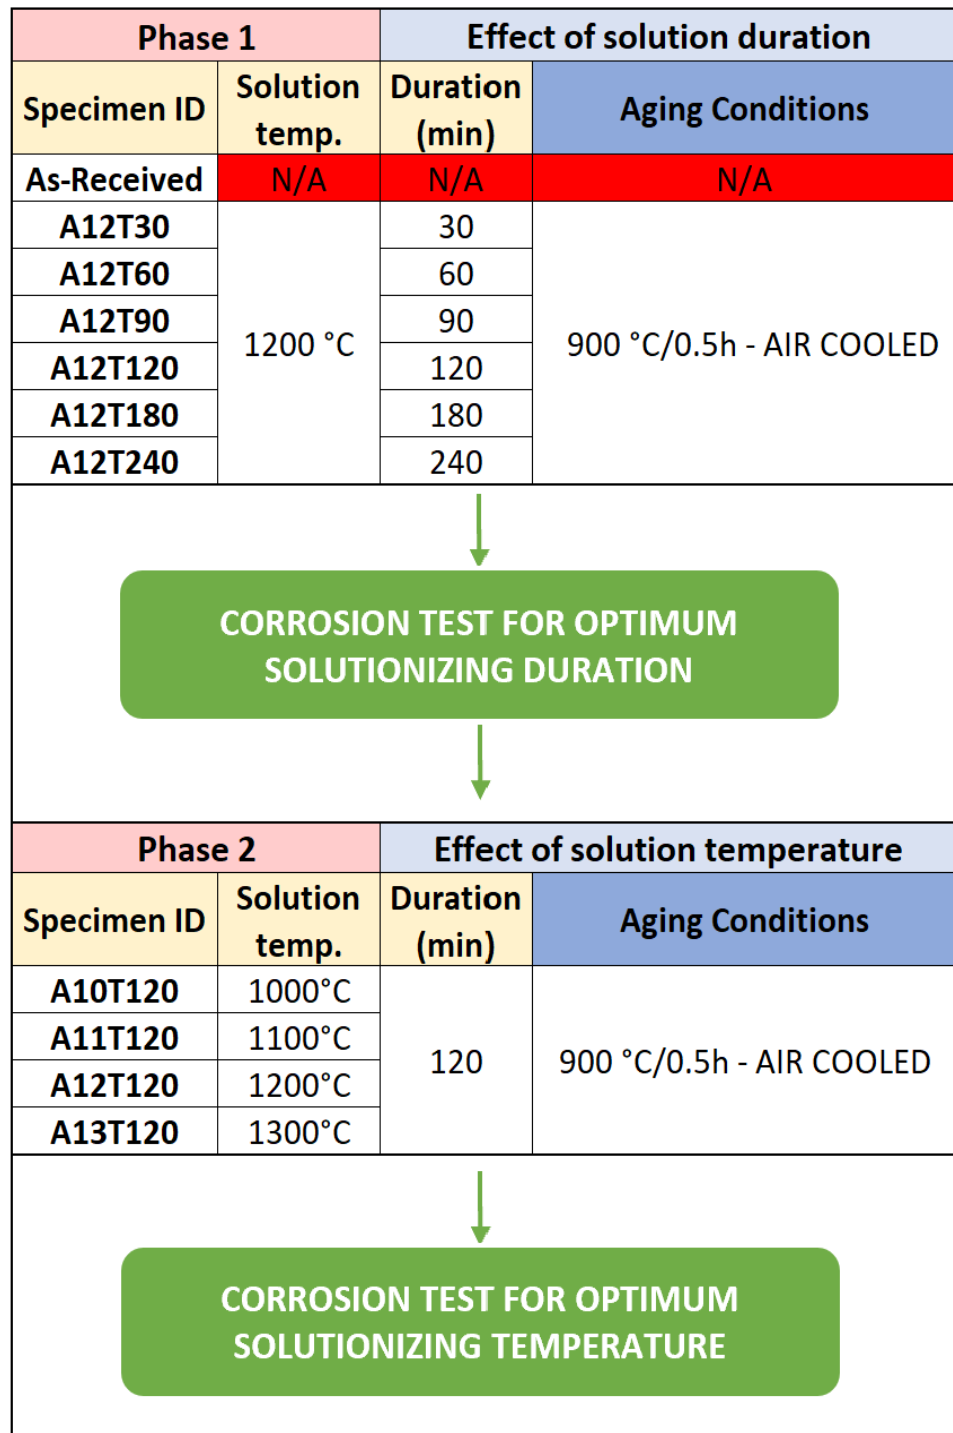 Phase 1 Effect of solution duration
Specimen ID Solution temp. Duration (min) Aging Conditions
As-Received N/A N/A N/A
A12T30 30
A12T60 60
A12T90 90
1200 °C 900 °C/0.5h - AIR COOLED
A12T120 120
A12T180 180
A12T240 240
CORROSION TEST FOR OPTIMUM
SOLUTIONIZING DURATION
Phase 2 Effect of solution temperature
Specimen ID Solution temp. Duration (min) Aging Conditions
A10T120 1000°C
A11T120 1100°C
120 900 °C/0.5h - AIR COOLED
A12T120 1200°C
A13T120 1300°C
CORROSION TEST FOR OPTIMUM
SOLUTIONIZING TEMPERATURE